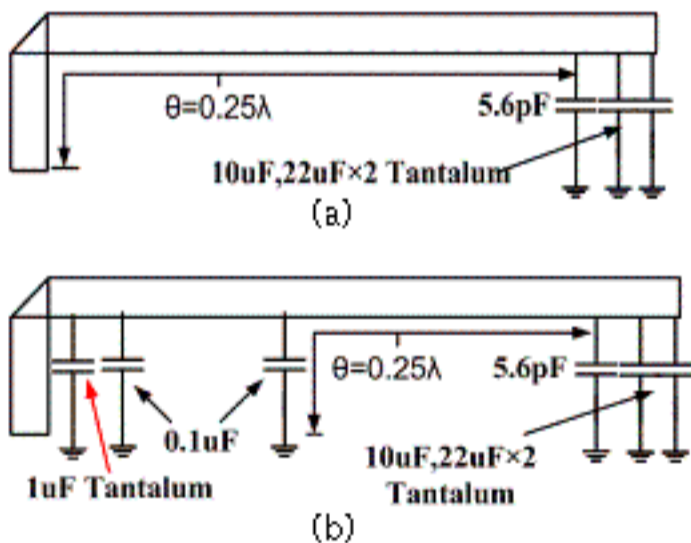 θ=0.25λ
5.6pF
10uF,22uF×2 Tantalum
(a)
θ=0.25λ
5.6pF
0.1uF
10uF,22uF×2
1uF Tantalum
Tantalum
(b)